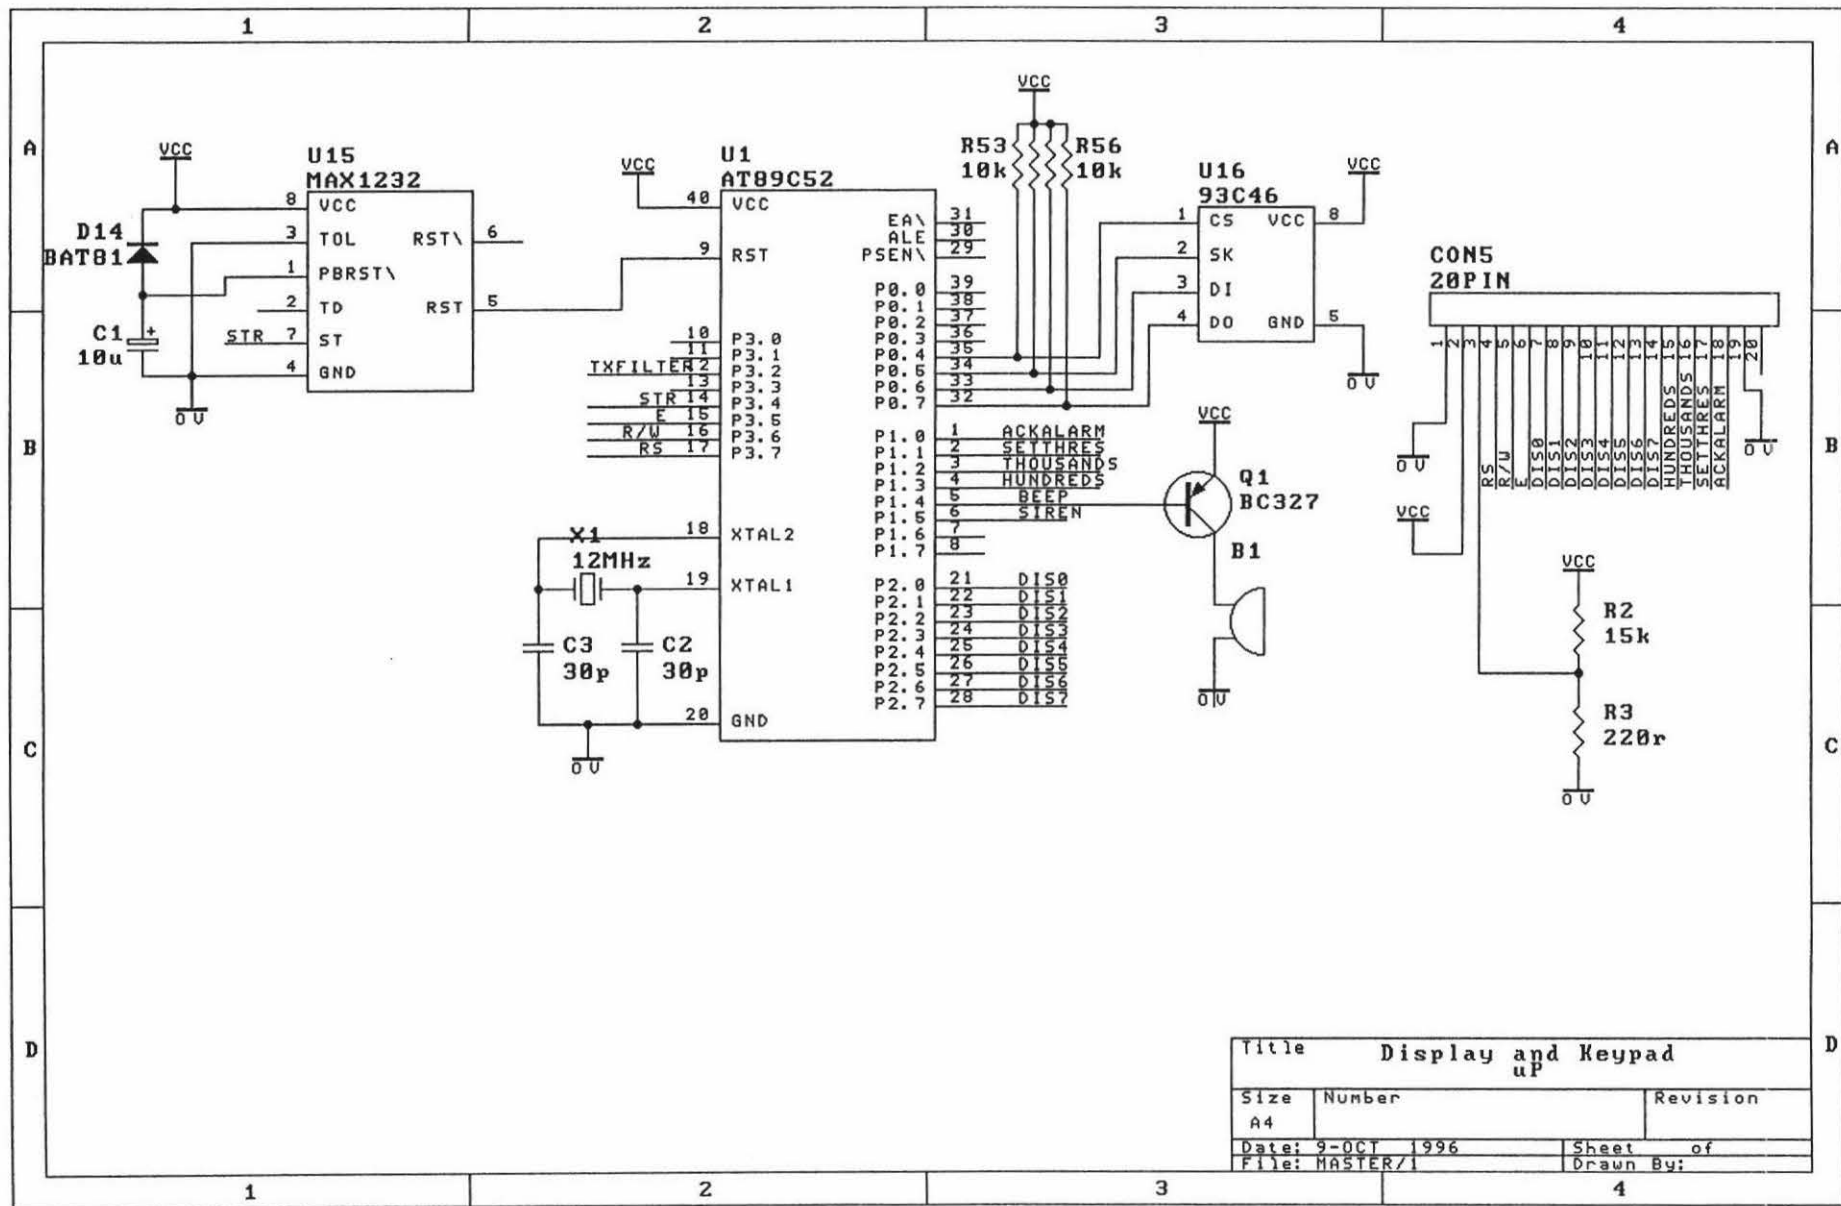 1 2 3 4
A
B
C
D
A
B
C
D
1 2 3 4
VCC
U15
MAX1232
8 VCC
3 TOL
1 PBRST\
2 TD
STR 7 ST
4 GND
RST\ 6
RST 5
D14
BAT81
C1
10u
+
0V
VCC
U1
AT89C52
40 VCC
9 RST
10 P3.0
11 P3.1
TXFILTER 2 P3.2
13 P3.3
STR 14 P3.4
E 15 P3.5
R/W 16 P3.6
RS 17 P3.7
18 XTAL2
19 XTAL1
20 GND
X1
12MHz
C3
30p
C2
30p
0V
EA\ 31
ALE 30
PSEN\ 29
P0.0 39
P0.1 38
P0.2 37
P0.3 36
P0.4 35
P0.5 34
P0.6 33
P0.7 32
P1.0 1 ACKALARM
P1.1 2 SETTHRES
P1.2 3 THOUSANDS
P1.3 4 HUNDREDS
P1.4 5 BEEP
P1.5 6 SIREN
P1.6 7
P1.7 8
P2.0 21 DIS0
P2.1 22 DIS1
P2.2 23 DIS2
P2.3 24 DIS3
P2.4 25 DIS4
P2.5 26 DIS5
P2.6 27 DIS6
P2.7 28 DIS7
VCC
R53
10k
R56
10k
U16
93C46
1 CS
2 SK
3 DI
4 DO
VCC 8
GND 5
VCC
0V
VCC
Q1
BC327
B1
0V
CON5
20PIN
1
2
3
4 RS
5 R/W
6 E
7 DIS0
8 DIS1
9 DIS2
10 DIS3
11 DIS4
12 DIS5
13 DIS6
14 DIS7
15 HUNDREDS
16 THOUSANDS
17 SETTHRES
18 ACKALARM
19
20
0V
VCC
0V
VCC
R2
15k
R3
220r
0V
Title Display and Keypad
uP
Size Number Revision
A4
Date: 9-OCT 1996 Sheet of
File: MASTER/1 Drawn By: